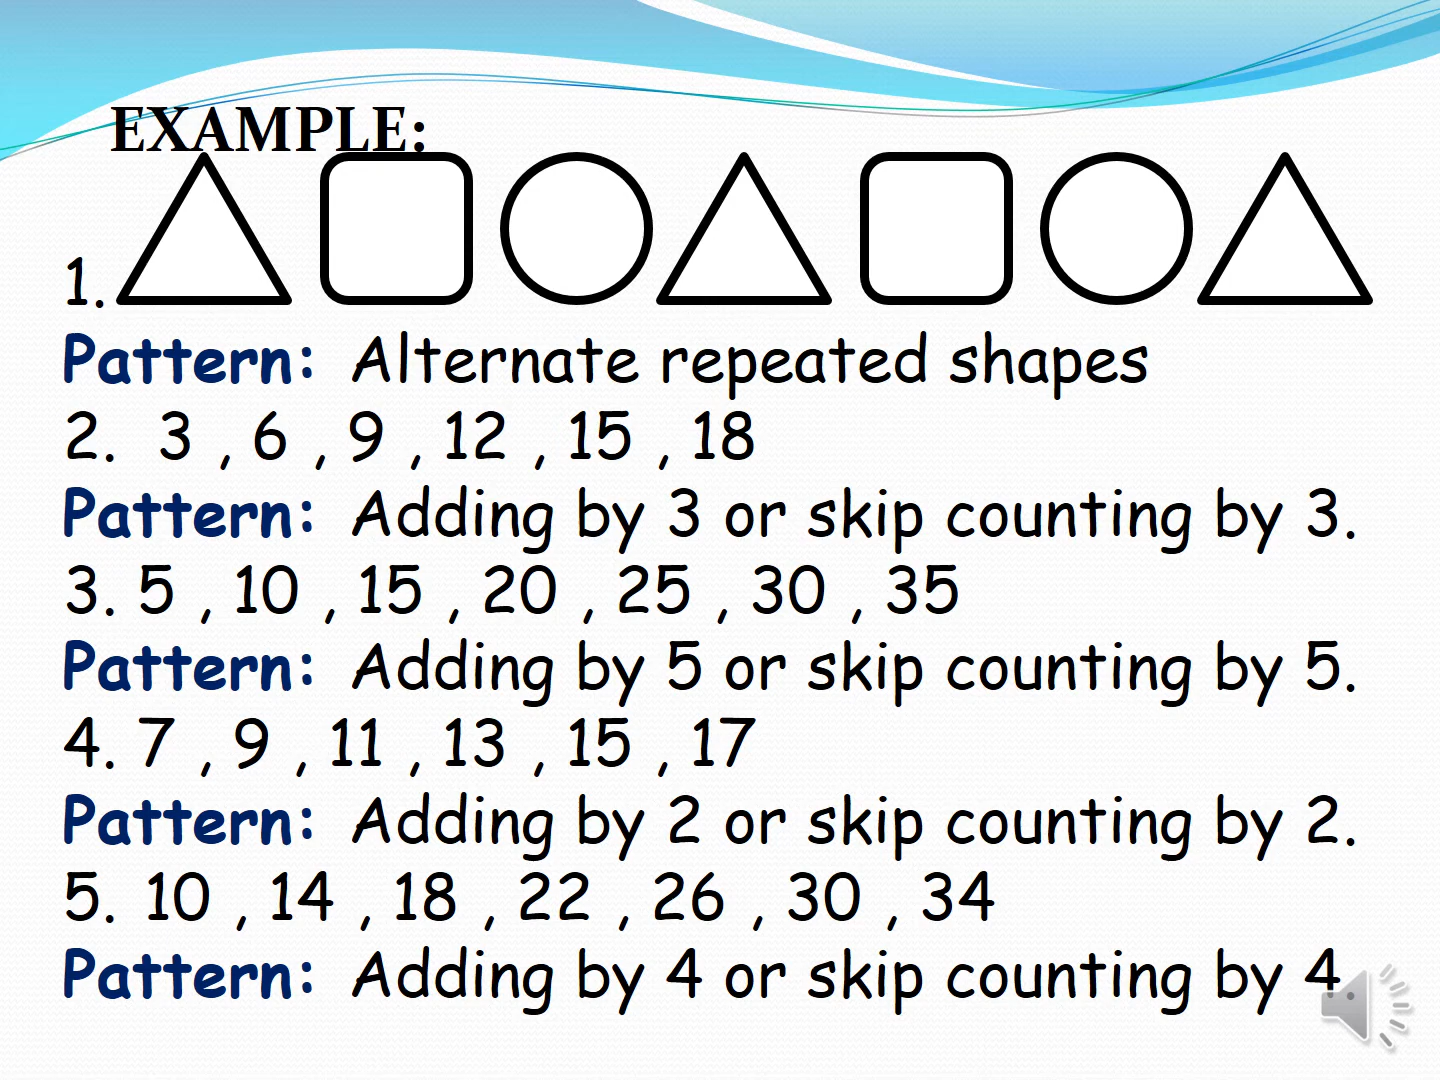 EXAMPLE:
1.
Pattern: Alternate repeated shapes
2. 3 , 6 , 9 , 12 , 15 , 18
Pattern: Adding by 3 or skip counting by 3.
3. 5 , 10 , 15 , 20 , 25 , 30 , 35
Pattern: Adding by 5 or skip counting by 5.
4. 7 , 9 , 11 , 13 , 15 , 17
Pattern: Adding by 2 or skip counting by 2.
5. 10 , 14 , 18 , 22 , 26 , 30 , 34
Pattern: Adding by 4 or skip counting by 4